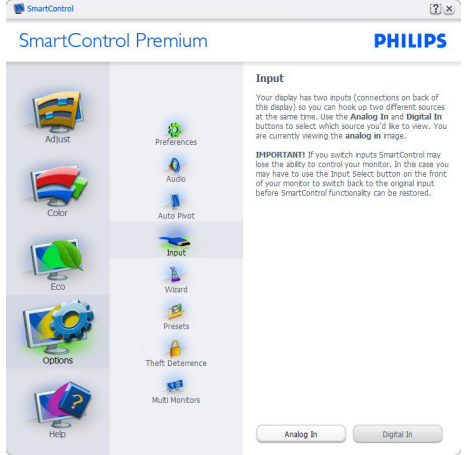 SmartControl
SmartControl Premium
PHILIPS
Adjust
Color
Eco
Options
Help
Preferences
Audio
Auto Pivot
Input
Wizard
Presets
Theft Deterrence
Multi Monitors
Input
Your display has two inputs (connections on back of
this display) so you can hook up two different sources
at the same time. Use the Analog In and Digital In
buttons to select which source you'd like to view. You
are currently viewing the analog in image.
IMPORTANT! If you switch inputs SmartControl may
lose the ability to control your monitor. In this case you
may have to use the Input Select button on the front
of your monitor to switch back to the original input
before SmartControl functionality can be restored.
Analog In
Digital In